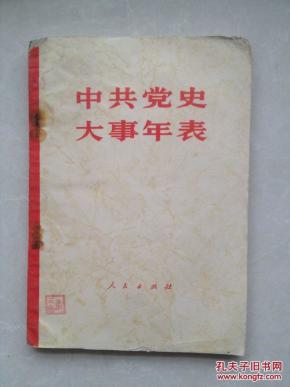 中共党史
大事年表
人民出版社
孔夫子旧书网